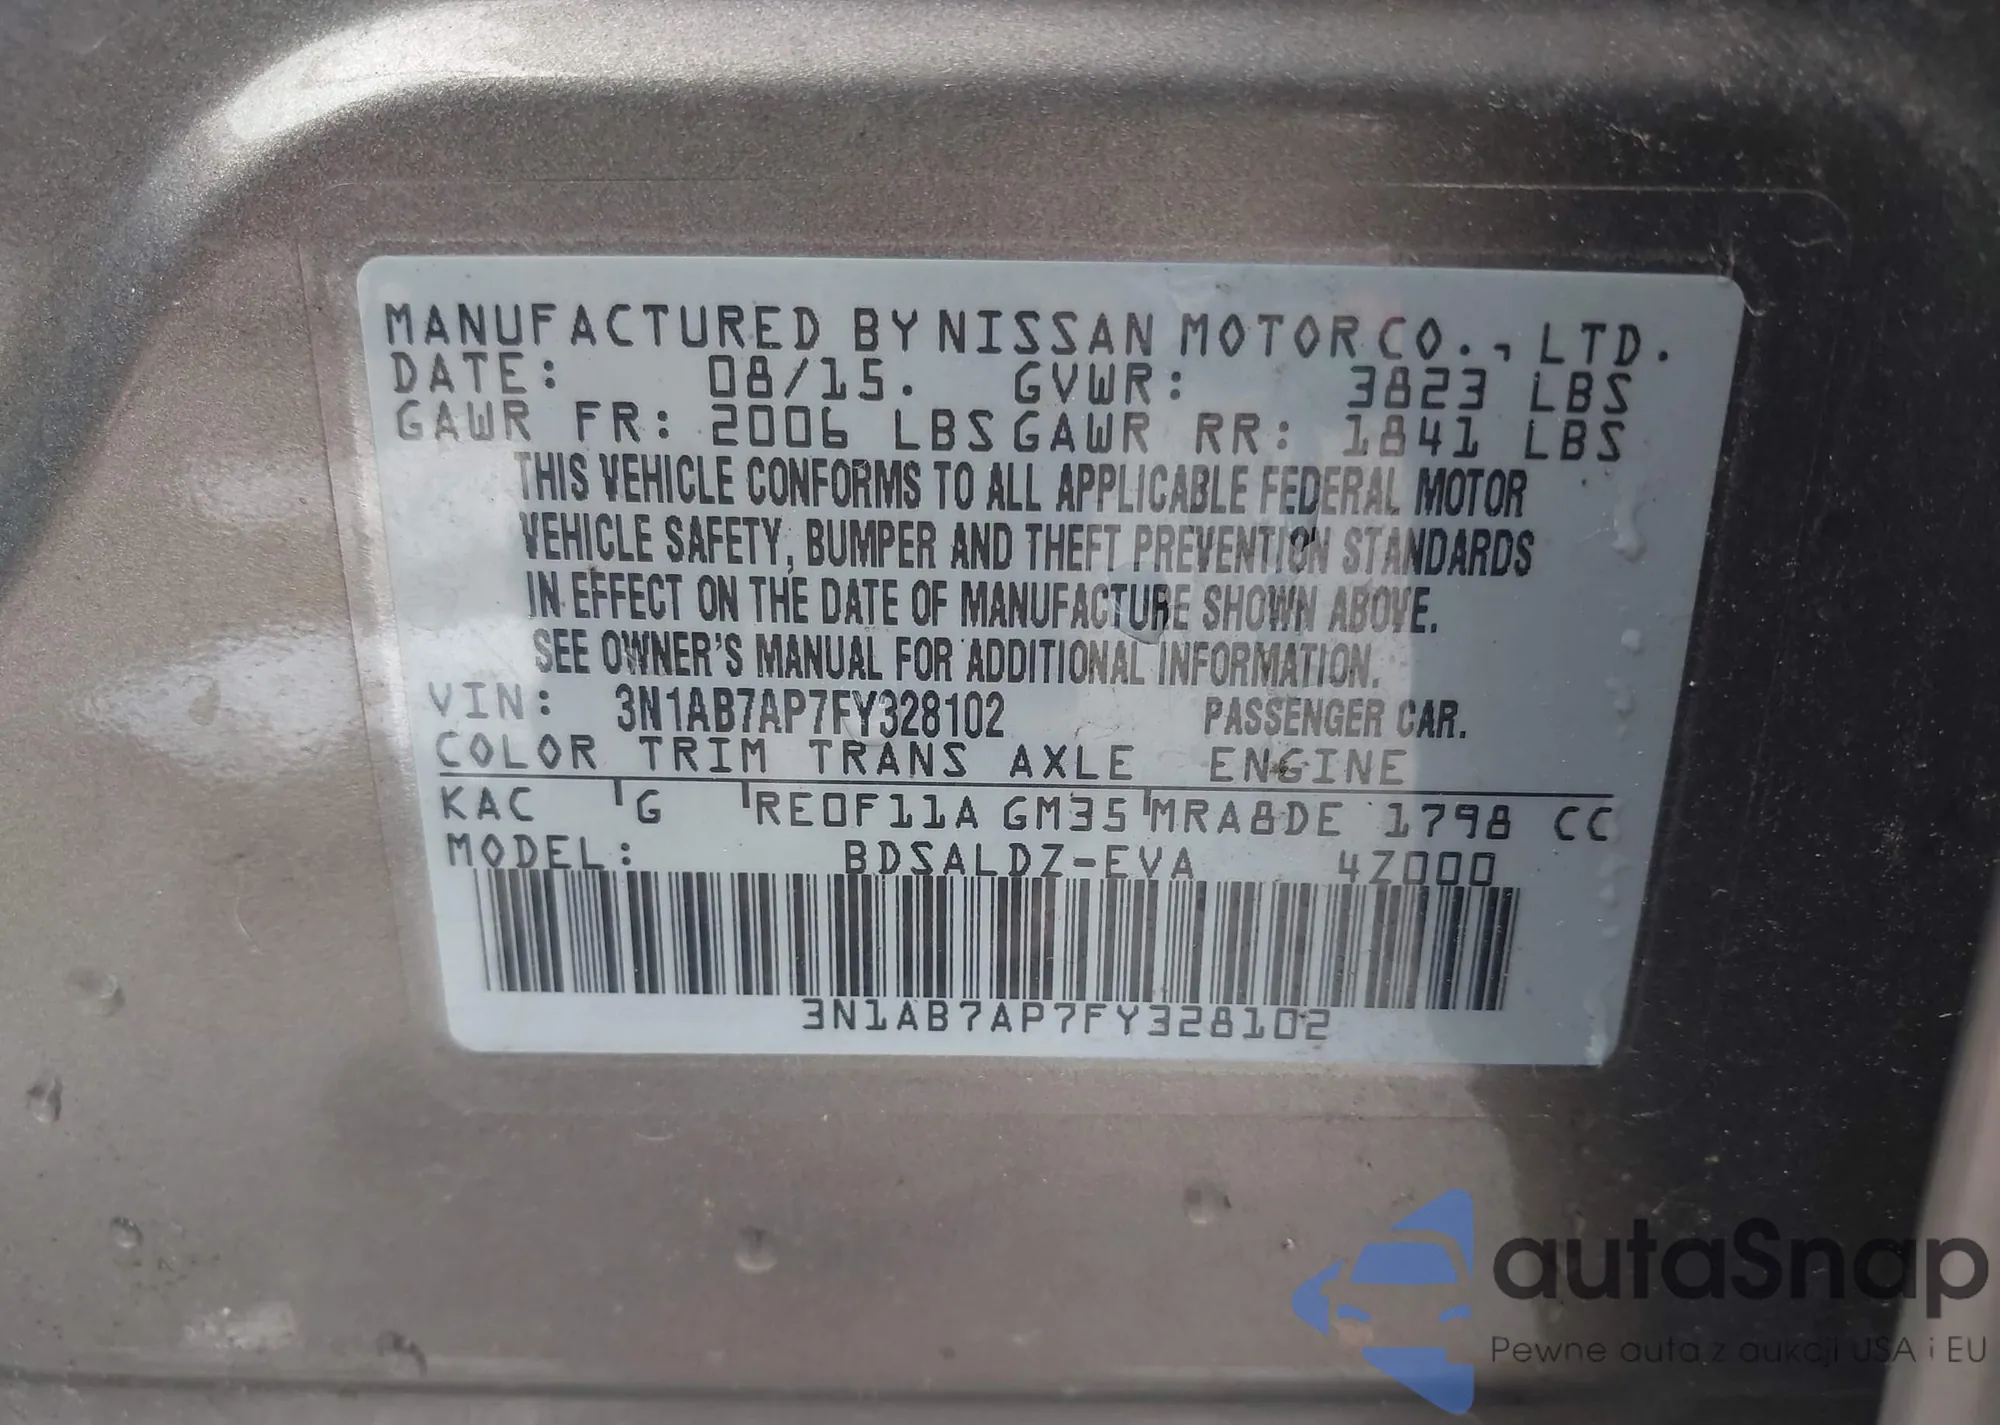 MANUFACTURED BY NISSAN MOTOR CO., LTD.
DATE: 08/15. GVWR: 3823 LBS
GAWR FR: 2006 LBS GAWR RR: 1841 LBS
THIS VEHICLE CONFORMS TO ALL APPLICABLE FEDERAL MOTOR
VEHICLE SAFETY, BUMPER AND THEFT PREVENTION STANDARDS
IN EFFECT ON THE DATE OF MANUFACTURE SHOWN ABOVE.
SEE OWNER'S MANUAL FOR ADDITIONAL INFORMATION.
VIN: 3N1AB7AP7FY328102 PASSENGER CAR.
COLOR TRIM TRANS AXLE ENGINE
KAC G RE0F11A GM35 MRA8DE 1798 CC
MODEL: BDSALDZ-EVA 4Z000
3N1AB7AP7FY328102
autaSnap
Pewne auta z aukcji USA i EU